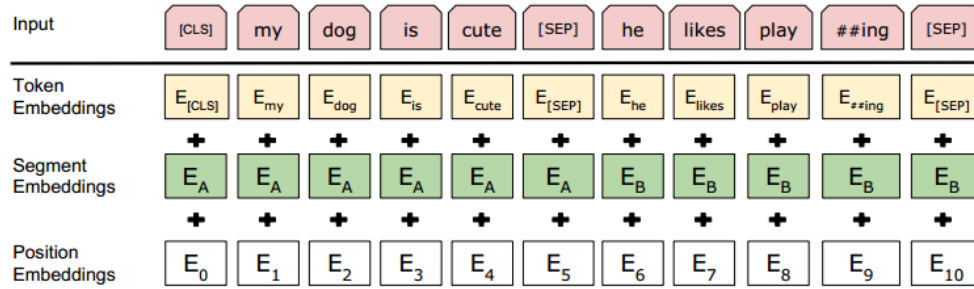 Input [CLS] my dog is cute [SEP] he likes play ##ing [SEP]
Token
Embeddings
E[CLS] Emy Edog Eis Ecute E[SEP] Ehe Elikes Eplay E##ing E[SEP]
+ + + + + + + + + + +
Segment
Embeddings
EA EA EA EA EA EA EB EB EB EB EB
+ + + + + + + + + + +
Position
Embeddings
E0 E1 E2 E3 E4 E5 E6 E7 E8 E9 E10